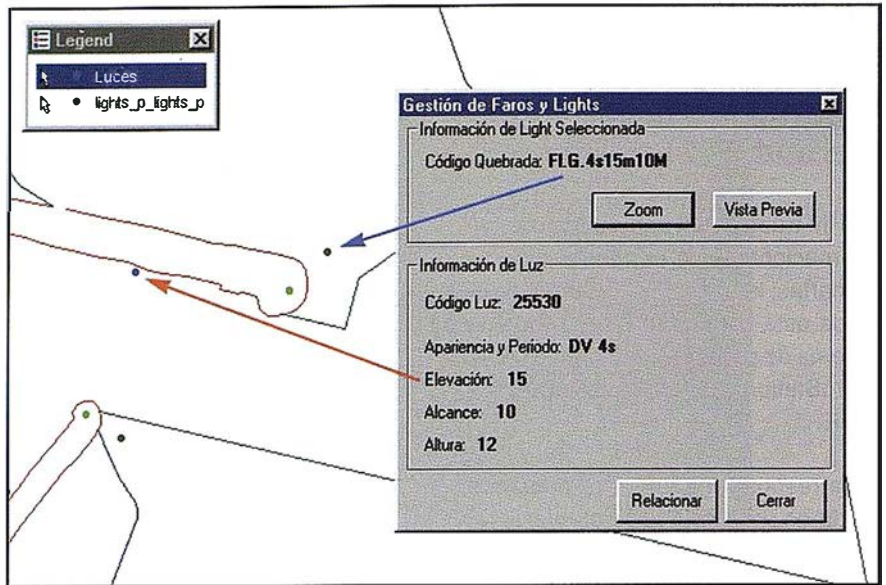 Legend
Luces
lights_p_lights_p
Gestión de Faros y Lights
Información de Light Seleccionada
Código Quebrada: FLG.4s15m10M
Zoom
Vista Previa
Información de Luz
Código Luz: 25530
Apariencia y Periodo: DV 4s
Elevación: 15
Alcance: 10
Altura: 12
Relacionar
Cerrar